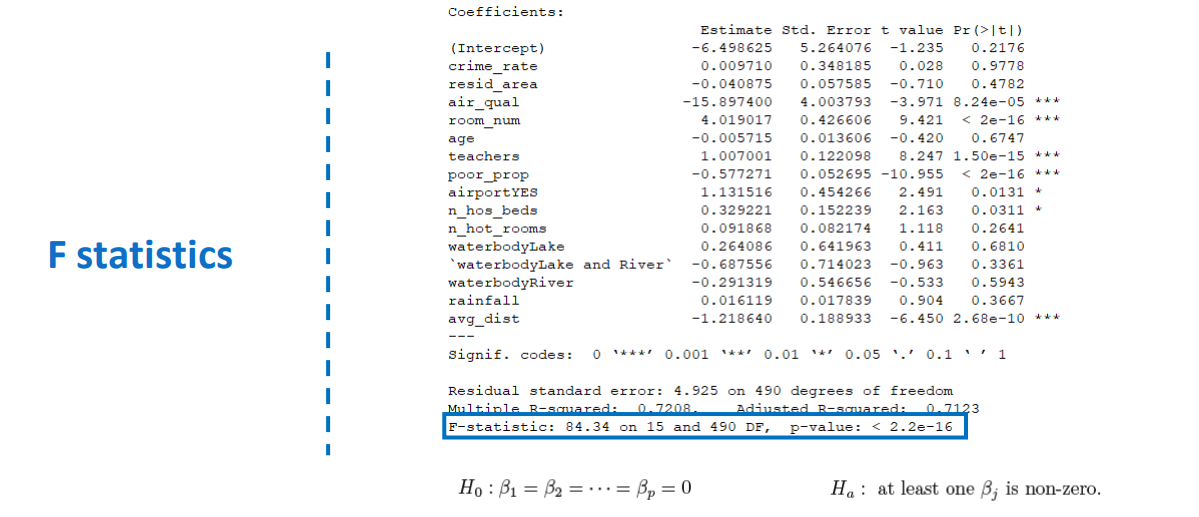 F statistics
Coefficients:
Estimate Std. Error t value Pr(>|t|)
(Intercept) -6.498625 5.264076 -1.235 0.2176
crime_rate 0.009710 0.348185 0.028 0.9778
resid_area -0.040875 0.057585 -0.710 0.4782
air_qual -15.897400 4.003793 -3.971 8.24e-05 ***
room_num 4.019017 0.426606 9.421 < 2e-16 ***
age -0.005715 0.013606 -0.420 0.6747
teachers 1.007001 0.122098 8.247 1.50e-15 ***
poor_prop -0.577271 0.052695 -10.955 < 2e-16 ***
airportYES 1.131516 0.454266 2.491 0.0131 *
n_hos_beds 0.329221 0.152239 2.163 0.0311 *
n_hot_rooms 0.091868 0.082174 1.118 0.2641
waterbodyLake 0.264086 0.641963 0.411 0.6810
`waterbodyLake and River` -0.687556 0.714023 -0.963 0.3361
waterbodyRiver -0.291319 0.546656 -0.533 0.5943
rainfall 0.016119 0.017839 0.904 0.3667
avg_dist -1.218640 0.188933 -6.450 2.68e-10 ***
---
Signif. codes: 0 ‘***’ 0.001 ‘**’ 0.01 ‘*’ 0.05 ‘.’ 0.1 ‘ ’ 1
Residual standard error: 4.925 on 490 degrees of freedom
Multiple R-squared: 0.7208, Adjusted R-squared: 0.7123
F-statistic: 84.34 on 15 and 490 DF, p-value: < 2.2e-16
H₀ : β₁ = β₂ = ⋯ = βₚ = 0 Hₐ : at least one βⱼ is non-zero.